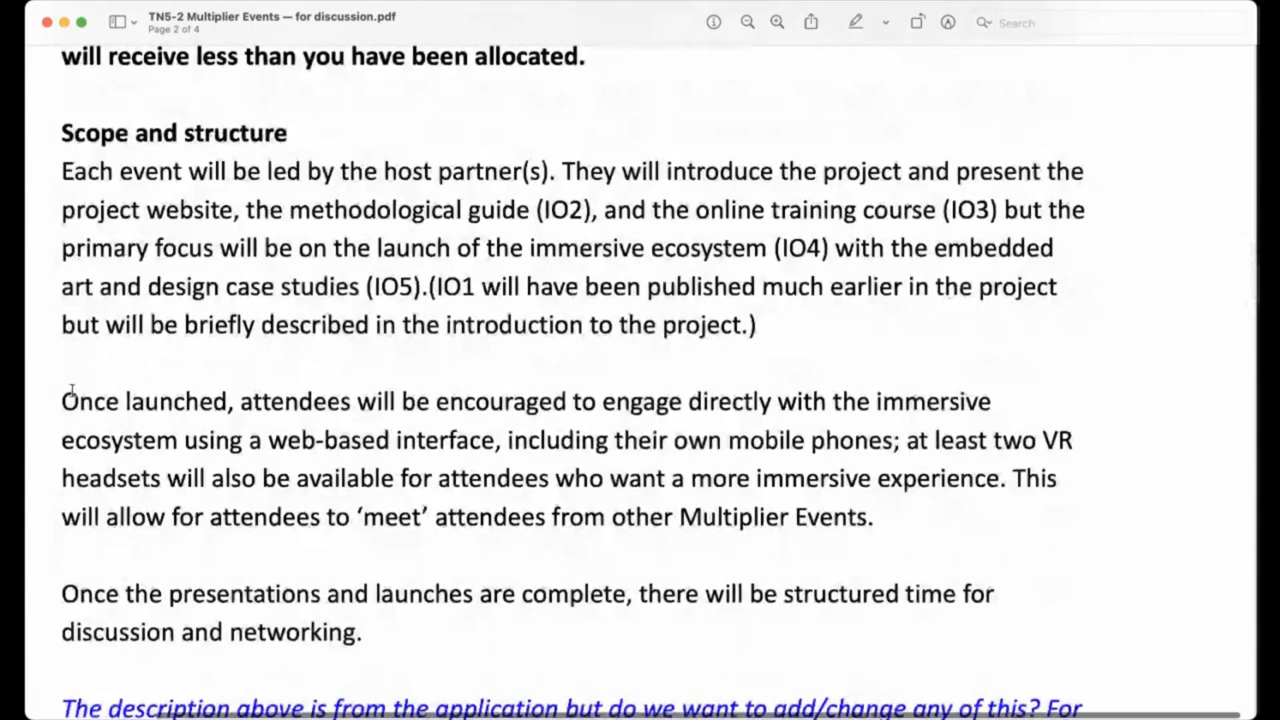 TN5-2 Multiplier Events — for discussion.pdf
Page 2 of 4
Search
will receive less than you have been allocated.
Scope and structure
Each event will be led by the host partner(s). They will introduce the project and present the
project website, the methodological guide (IO2), and the online training course (IO3) but the
primary focus will be on the launch of the immersive ecosystem (IO4) with the embedded
art and design case studies (IO5).(IO1 will have been published much earlier in the project
but will be briefly described in the introduction to the project.)
Once launched, attendees will be encouraged to engage directly with the immersive
ecosystem using a web-based interface, including their own mobile phones; at least two VR
headsets will also be available for attendees who want a more immersive experience. This
will allow for attendees to ‘meet’ attendees from other Multiplier Events.
Once the presentations and launches are complete, there will be structured time for
discussion and networking.
The description above is from the application but do we want to add/change any of this? For